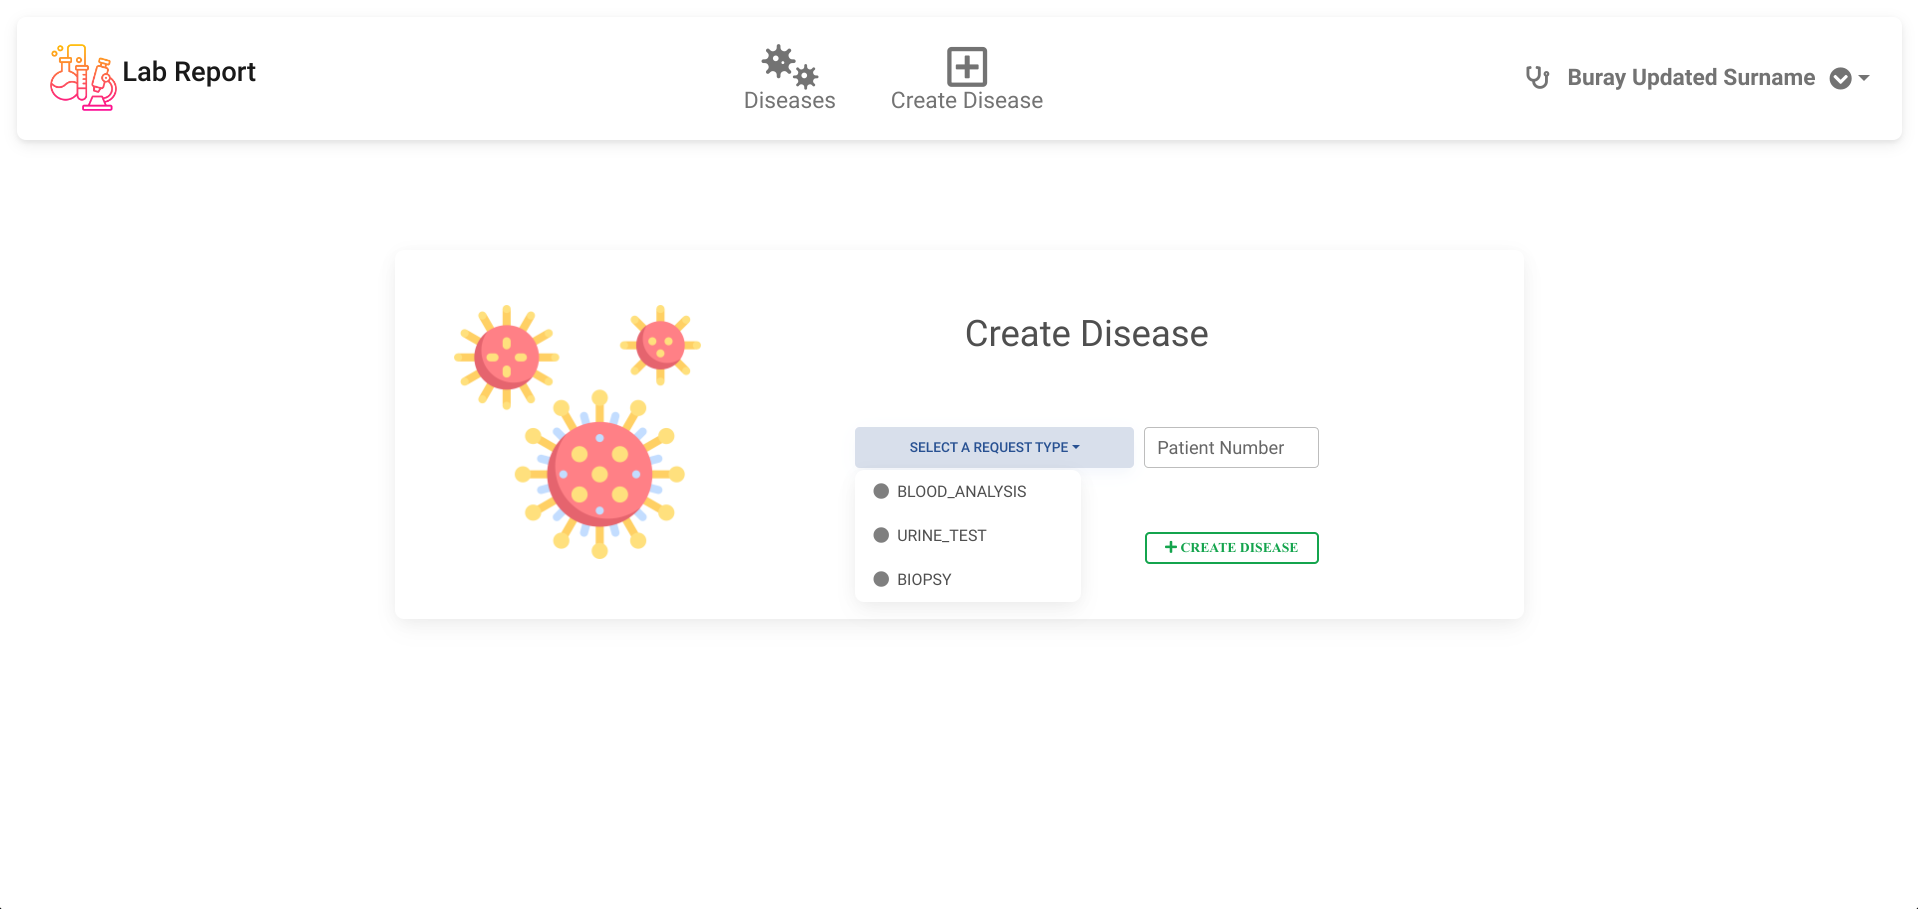 Lab Report
Diseases
Create Disease
Buray Updated Surname
Create Disease
SELECT A REQUEST TYPE
Patient Number
BLOOD_ANALYSIS
URINE_TEST
CREATE DISEASE
BIOPSY